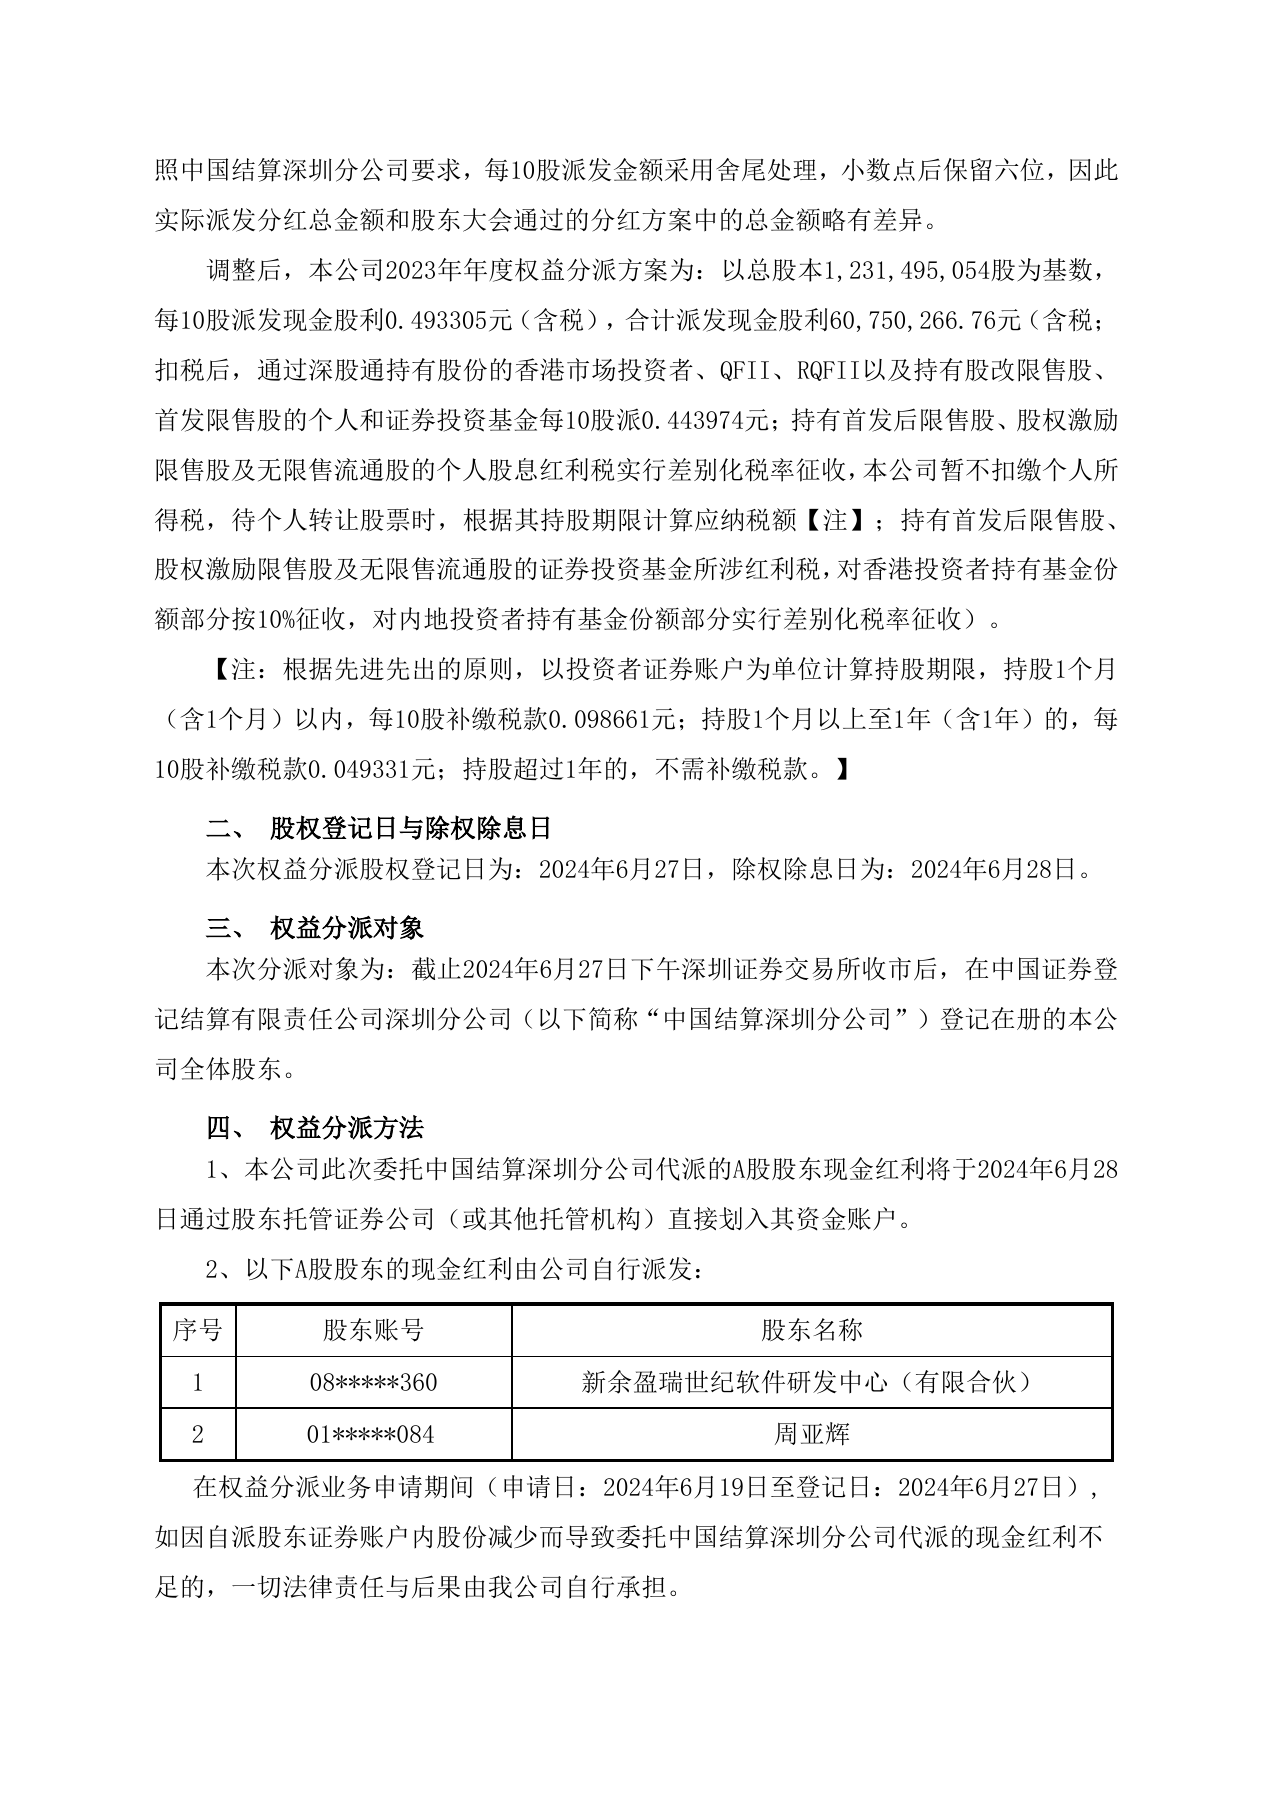 照中国结算深圳分公司要求，每10股派发金额采用舍尾处理，小数点后保留六位，因此
实际派发分红总金额和股东大会通过的分红方案中的总金额略有差异。
调整后，本公司2023年年度权益分派方案为：以总股本1,231,495,054股为基数，
每10股派发现金股利0.493305元（含税），合计派发现金股利60,750,266.76元（含税；
扣税后，通过深股通持有股份的香港市场投资者、QFII、RQFII以及持有股改限售股、
首发限售股的个人和证券投资基金每10股派0.443974元；持有首发后限售股、股权激励
限售股及无限售流通股的个人股息红利税实行差别化税率征收，本公司暂不扣缴个人所
得税，待个人转让股票时，根据其持股期限计算应纳税额【注】；持有首发后限售股、
股权激励限售股及无限售流通股的证券投资基金所涉红利税，对香港投资者持有基金份
额部分按10%征收，对内地投资者持有基金份额部分实行差别化税率征收）。
【注：根据先进先出的原则，以投资者证券账户为单位计算持股期限，持股1个月
（含1个月）以内，每10股补缴税款0.098661元；持股1个月以上至1年（含1年）的，每
10股补缴税款0.049331元；持股超过1年的，不需补缴税款。】
二、 股权登记日与除权除息日
本次权益分派股权登记日为：2024年6月27日，除权除息日为：2024年6月28日。
三、 权益分派对象
本次分派对象为：截止2024年6月27日下午深圳证券交易所收市后，在中国证券登
记结算有限责任公司深圳分公司（以下简称“中国结算深圳分公司”）登记在册的本公
司全体股东。
四、 权益分派方法
1、本公司此次委托中国结算深圳分公司代派的A股股东现金红利将于2024年6月28
日通过股东托管证券公司（或其他托管机构）直接划入其资金账户。
2、以下A股股东的现金红利由公司自行派发：
序号 股东账号 股东名称
1 08*****360 新余盈瑞世纪软件研发中心（有限合伙）
2 01*****084 周亚辉
在权益分派业务申请期间（申请日：2024年6月19日至登记日：2024年6月27日），
如因自派股东证券账户内股份减少而导致委托中国结算深圳分公司代派的现金红利不
足的，一切法律责任与后果由我公司自行承担。